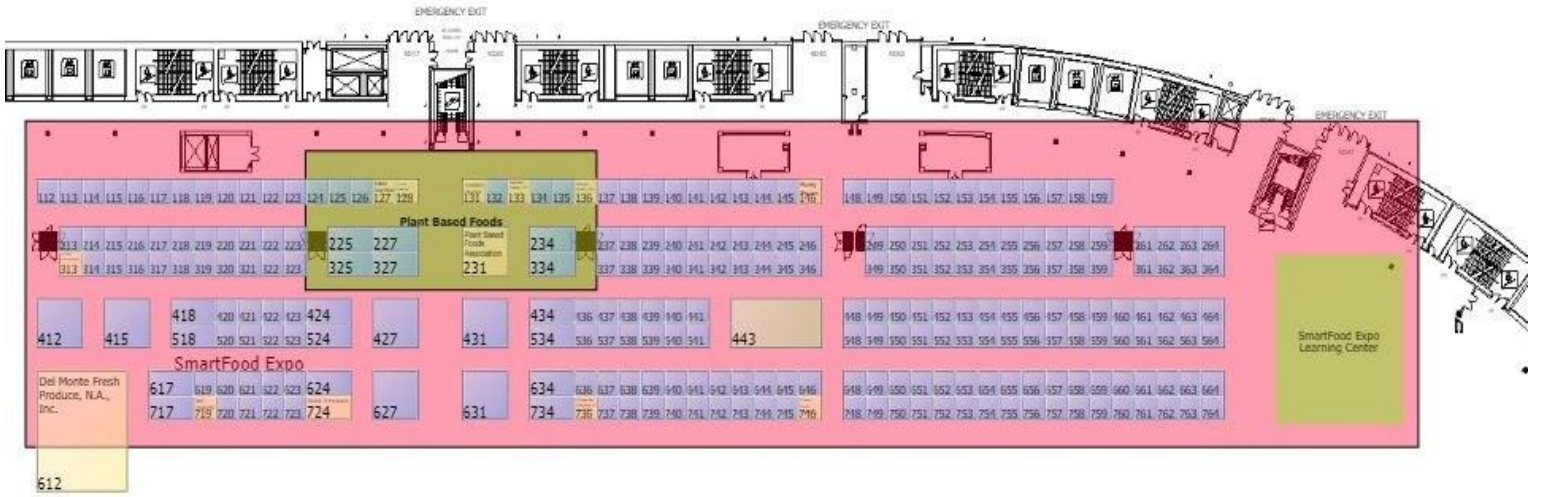 EMERGENCY EXIT
EMERGENCY EXIT
EMERGENCY EXIT
112 113 114 115 116 117 118 119 120 121 122 123 124 125 126 127 128
131 132 133 134 135 136 137 138 139 140 141 142 143 144 145 146
148 149 150 151 152 153 154 155 156 157 158 159
Plant Based Foods
213 214 215 216 217 218 219 220 221 222 223 225 227
Plant Based
Foods
Association
231
234 237 238 239 240 241 242 243 244 245 246
249 250 251 252 253 254 255 256 257 258 259 261 262 263 264
313 314 315 316 317 318 319 320 321 322 323 325 327
334 337 338 339 340 341 342 343 344 345 346
349 350 351 352 353 354 355 356 357 358 359 361 362 363 364
412 415 418 420 421 422 423 424 427 431 434 436 437 438 439 440 441 443
448 449 450 451 452 453 454 455 456 457 458 459 460 461 462 463 464
518 520 521 522 523 524 534 536 537 538 539 540 541
548 549 550 551 552 553 554 555 556 557 558 559 560 561 562 563 564
SmartFood Expo
Learning Center
SmartFood Expo
Del Monte Fresh
Produce, N.A.,
Inc.
612
617 619 620 621 622 623 624 627 631 634 636 637 638 639 640 641 642 643 644 645 646
648 649 650 651 652 653 654 655 656 657 658 659 660 661 662 663 664
717 719 720 721 722 723 724 734 736 737 738 739 740 741 742 743 744 745 746
748 749 750 751 752 753 754 755 756 757 758 759 760 761 762 763 764